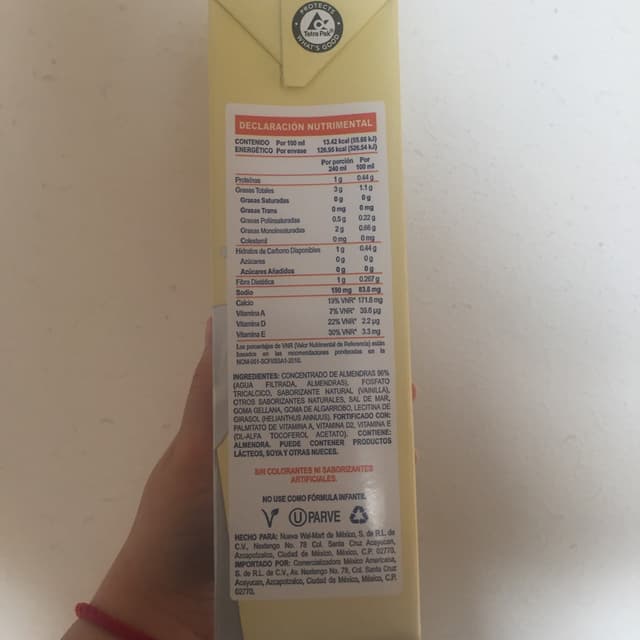 PROTECTS
Tetra Pak®
WHAT'S GOOD
DECLARACIÓN NUTRIMENTAL
CONTENIDO Por 100 ml 13.42 kcal (55.66 kJ)
ENERGÉTICO Por envase 126.95 kcal (526.54 kJ)
Por porción Por
240 ml 100 ml
Proteínas 1 g 0.44 g
Grasas Totales 3 g 1.1 g
Grasas Saturadas 0 g 0 g
Grasas Trans 0 mg 0 mg
Grasas Poliinsaturadas 0.5 g 0.22 g
Grasas Monoinsaturadas 2 g 0.66 g
Colesterol 0 mg 0 mg
Hidratos de Carbono Disponibles 1 g 0.44 g
Azúcares 0 g 0 g
Azúcares Añadidos 0 g 0 g
Fibra Dietética 1 g 0.207 g
Sodio 150 mg 63.8 mg
Calcio 19% VNR* 171.6 mg
Vitamina A 7% VNR* 39.6 µg
Vitamina D 22% VNR* 2.2 µg
Vitamina E 30% VNR* 3.3 mg
Los porcentajes de VNR (Valor Nutrimental de Referencia) están
basados en las recomendaciones ponderadas en la
NOM-051-SCFI/SSA1-2010.
INGREDIENTES: CONCENTRADO DE ALMENDRAS 96%
(AGUA FILTRADA, ALMENDRAS), FOSFATO
TRICALCICO, SABORIZANTE NATURAL (VAINILLA),
OTROS SABORIZANTES NATURALES, SAL DE MAR,
GOMA GELLANA, GOMA DE ALGARROBO, LECITINA DE
GIRASOL (HELIANTHUS ANNUUS). FORTIFICADO CON:
PALMITATO DE VITAMINA A, VITAMINA D2, VITAMINA E
(DL-ALFA TOCOFEROL ACETATO). CONTIENE:
ALMENDRA. PUEDE CONTENER PRODUCTOS
LÁCTEOS, SOYA Y OTRAS NUECES.
SIN COLORANTES NI SABORIZANTES
ARTIFICIALES.
NO USE COMO FÓRMULA INFANTIL
V U PARVE
HECHO PARA: Nueva Wal-Mart de México, S. de R.L. de
C.V., Nextengo No. 78 Col. Santa Cruz Acayucan,
Azcapotzalco, Ciudad de México, México, C.P. 02770.
IMPORTADO POR: Comercializadora México Americana,
S. de R.L. de C.V., Av. Nextengo No. 78, Col. Santa Cruz
Acayucan, Azcapotzalco, Ciudad de México, México, C.P.
02770.